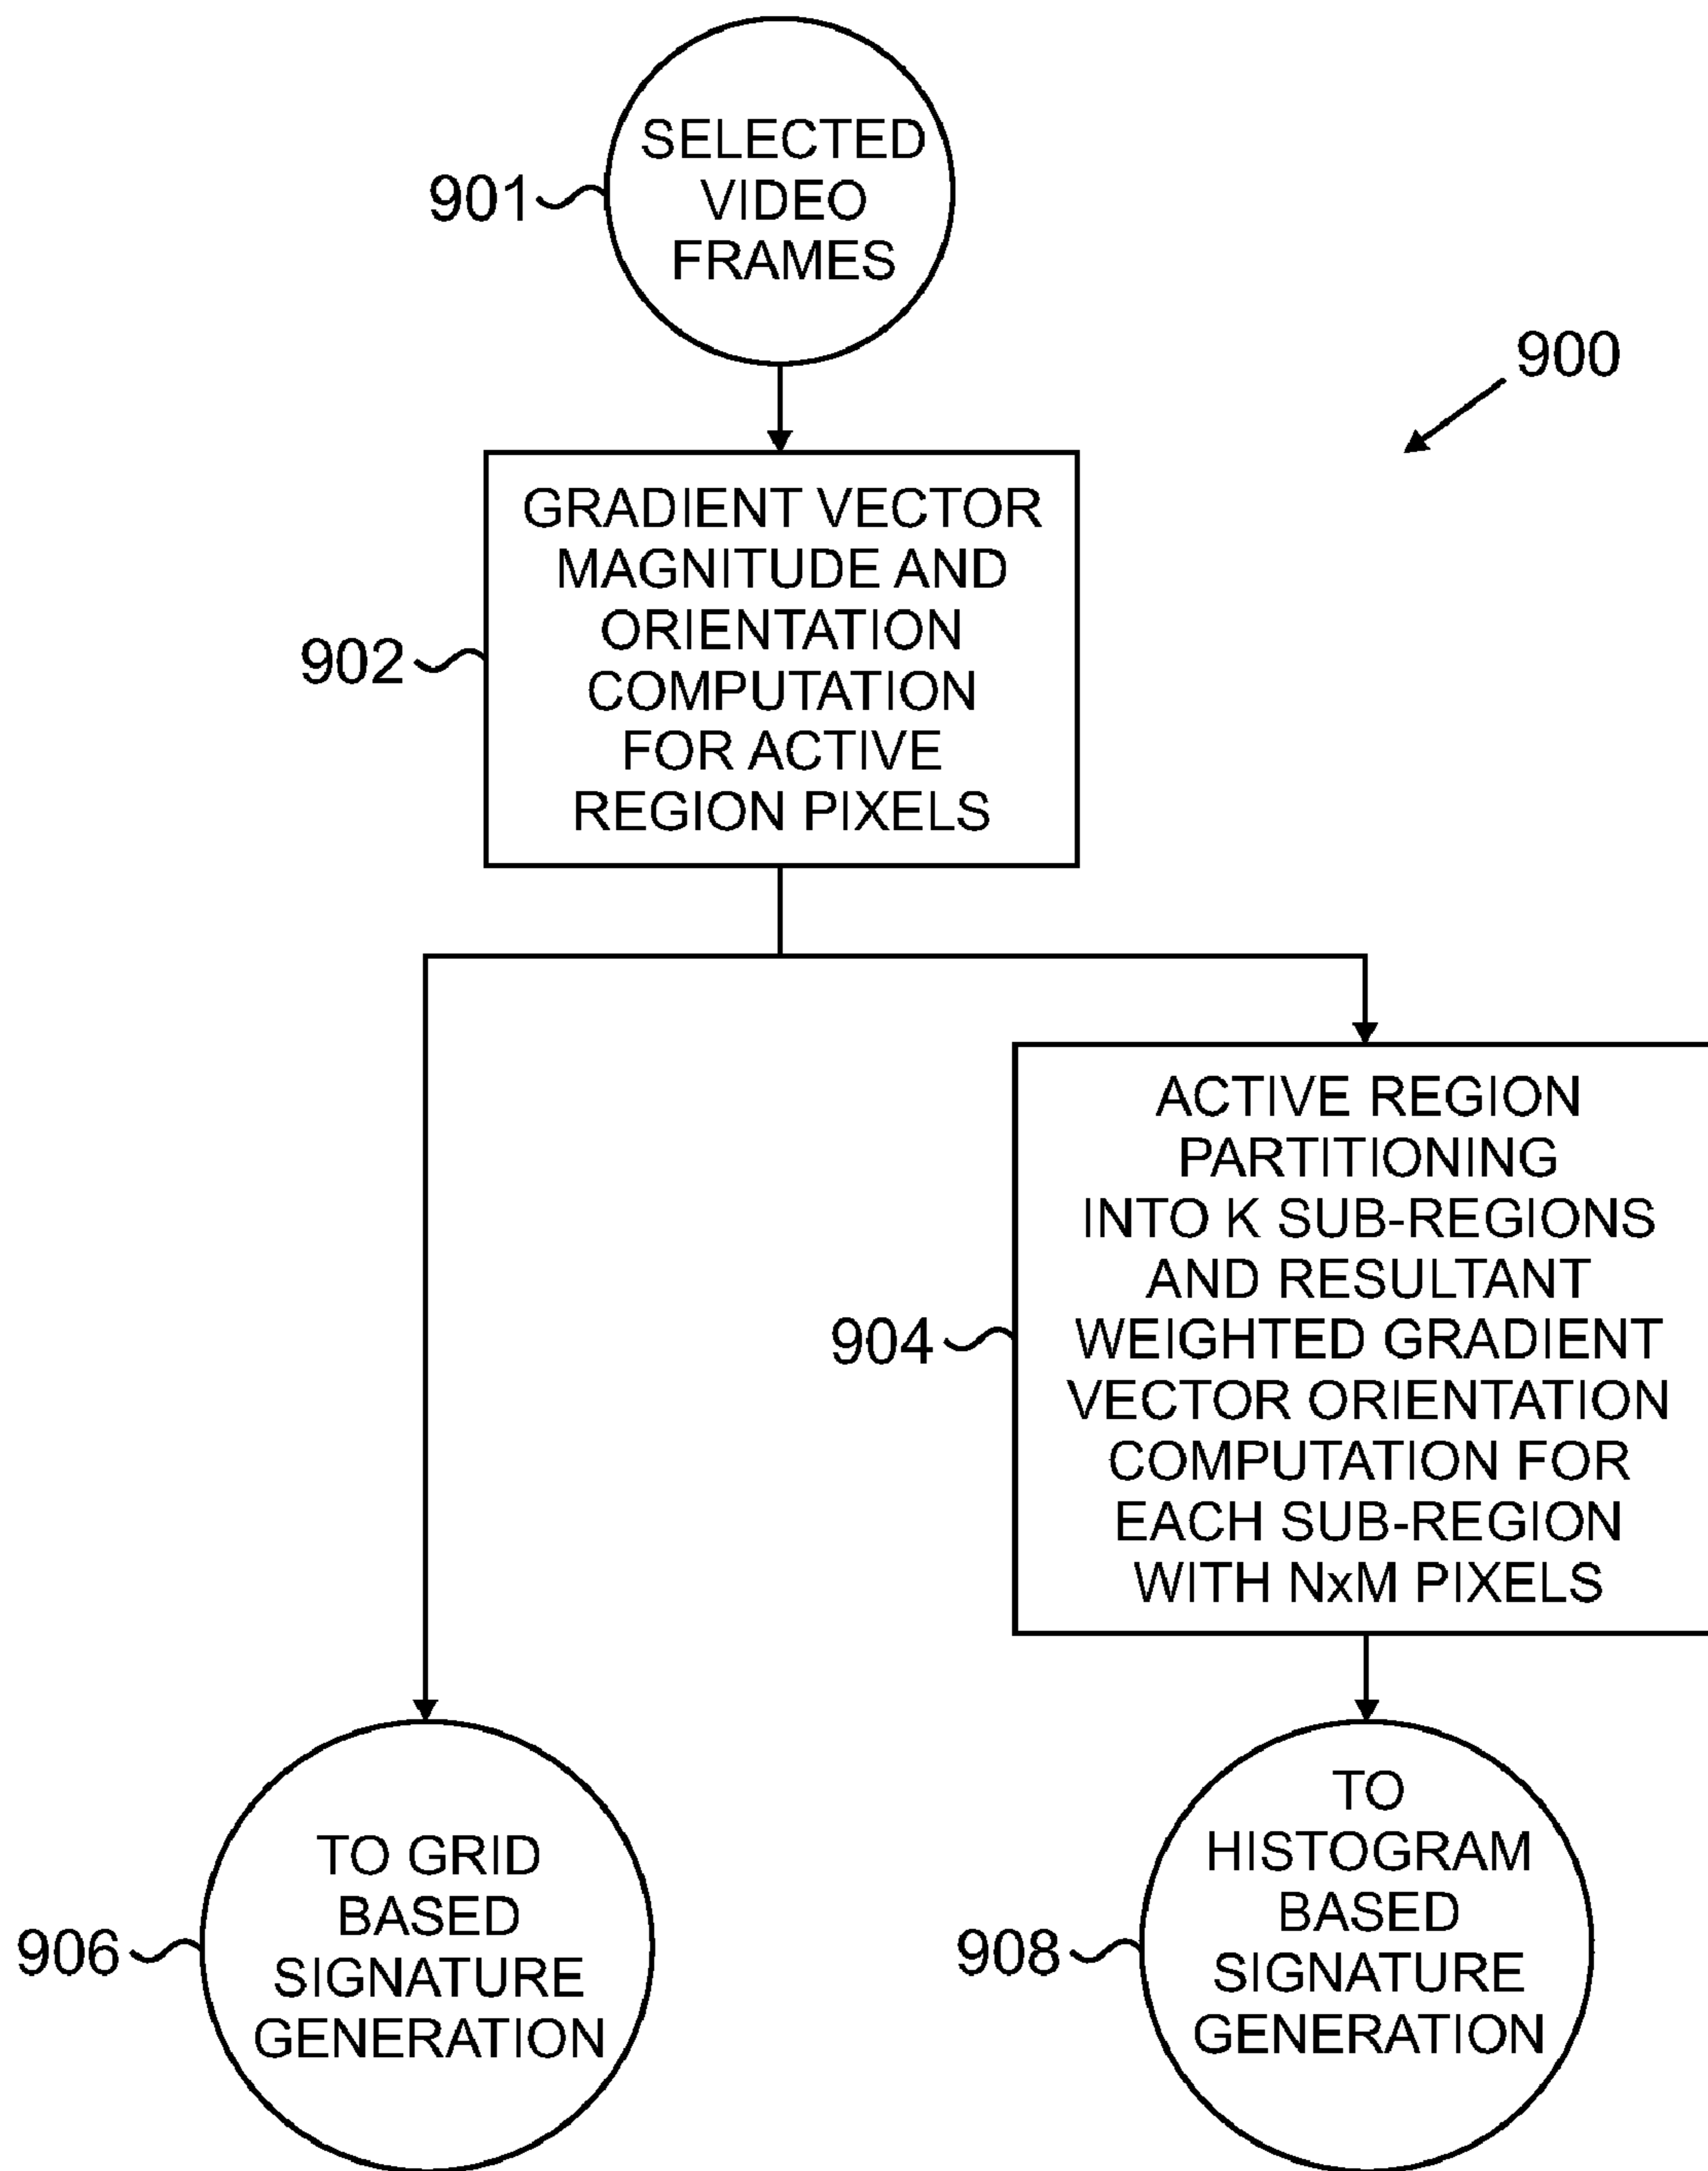 SELECTED
VIDEO
FRAMES
901
900
GRADIENT VECTOR
MAGNITUDE AND
ORIENTATION
COMPUTATION
FOR ACTIVE
REGION PIXELS
902
ACTIVE REGION
PARTITIONING
INTO K SUB-REGIONS
AND RESULTANT
WEIGHTED GRADIENT
VECTOR ORIENTATION
COMPUTATION FOR
EACH SUB-REGION
WITH NxM PIXELS
904
TO GRID
BASED
SIGNATURE
GENERATION
906
TO
HISTOGRAM
BASED
SIGNATURE
GENERATION
908